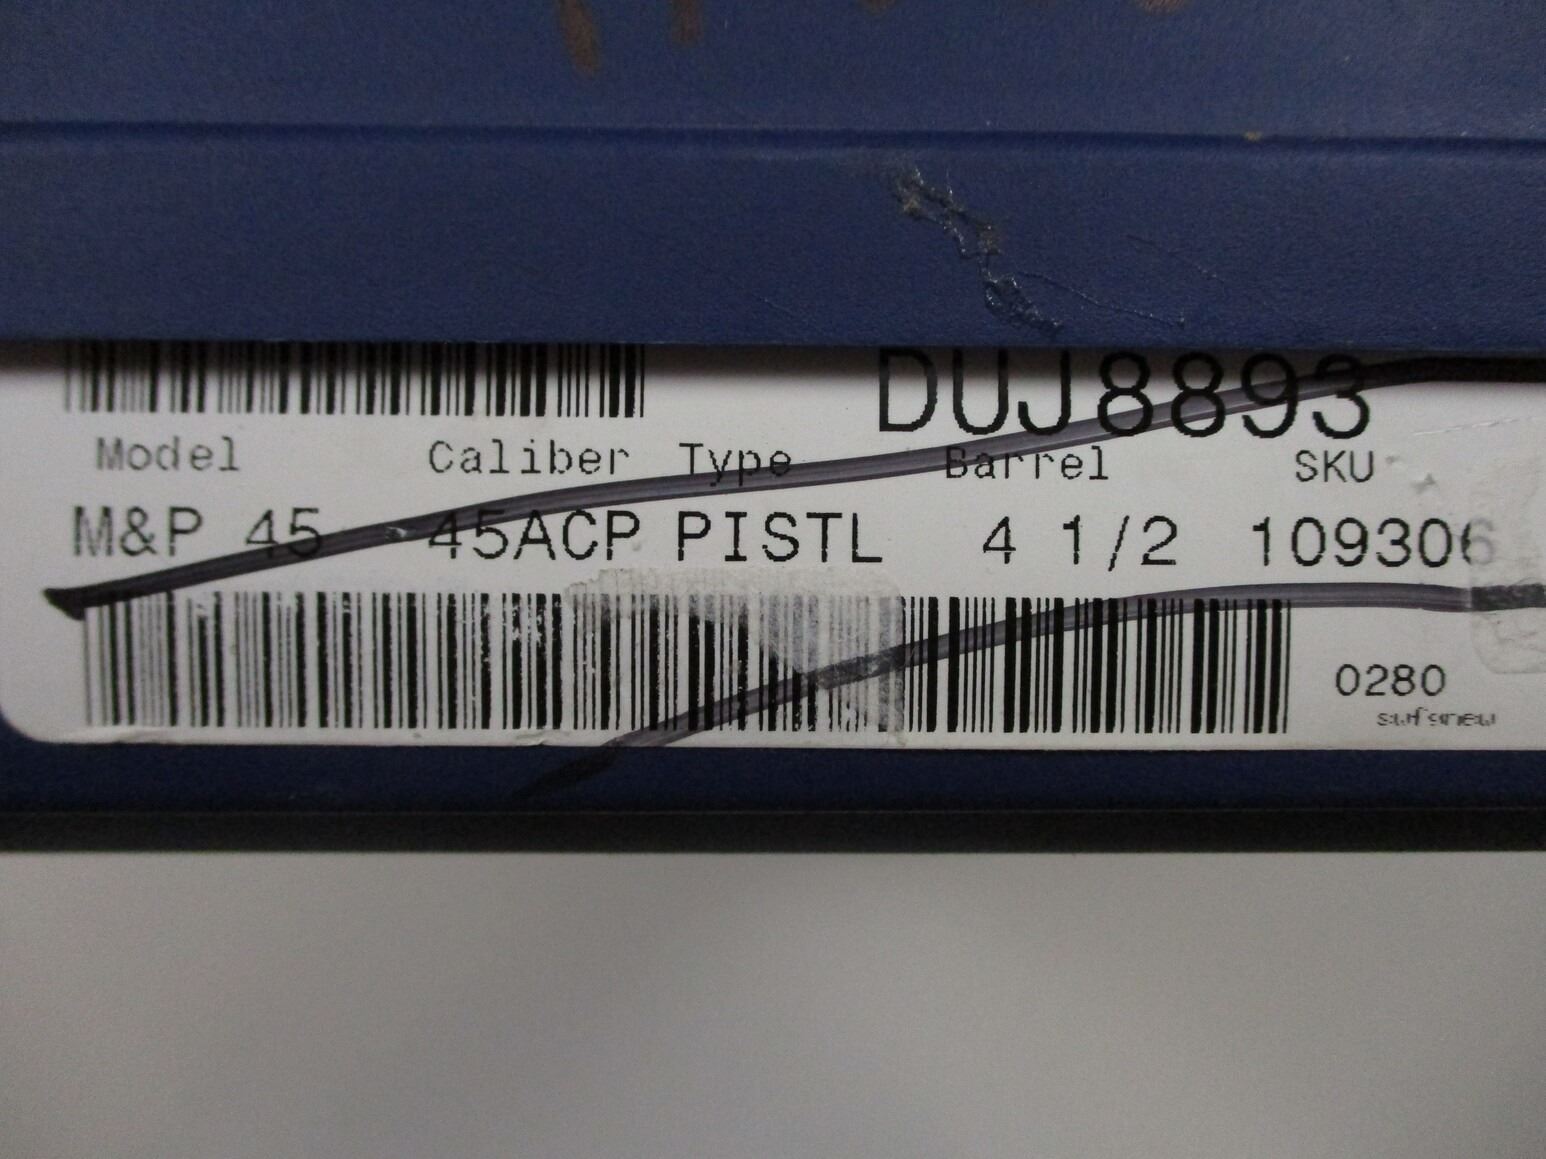 DUJ8893
Model Caliber Type Barrel SKU
M&P 45 45ACP PISTL 4 1/2 109306
0280